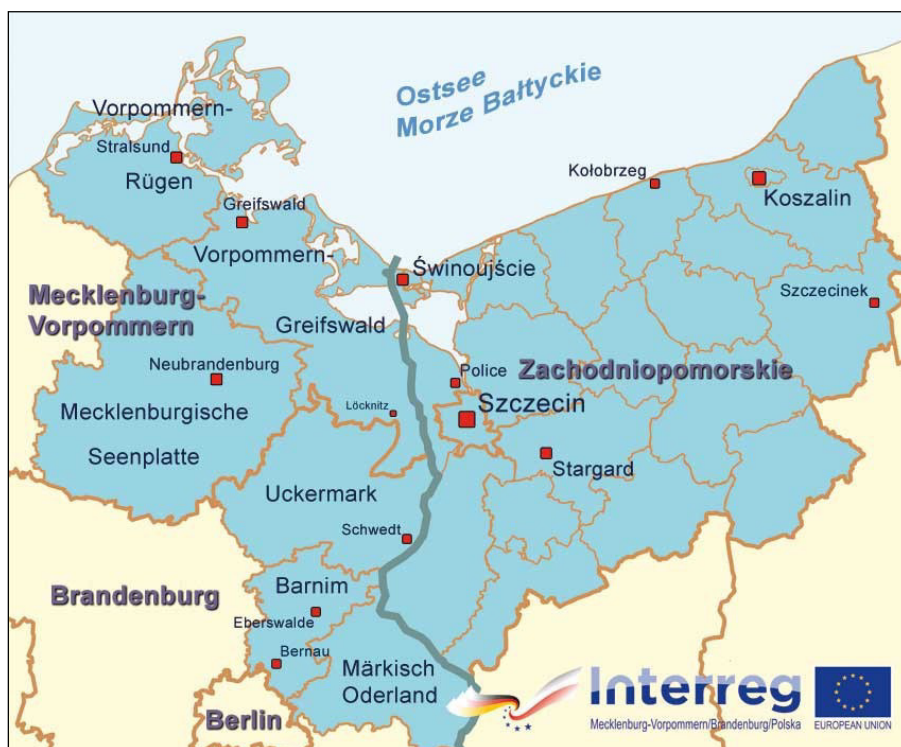 Ostsee
Morze Bałtyckie
Vorpommern-
Stralsund
Rügen
Kołobrzeg
Koszalin
Greifswald
Vorpommern-
Świnoujście
Szczecinek
Mecklenburg-
Vorpommern
Greifswald
Neubrandenburg
Police
Zachodniopomorskie
Mecklenburgische
Löcknitz
Szczecin
Seenplatte
Stargard
Uckermark
Schwedt
Barnim
Brandenburg
Eberswalde
Bernau
Märkisch
Oderland
Berlin
Interreg
Mecklenburg-Vorpommern/Brandenburg/Polska
EUROPEAN UNION